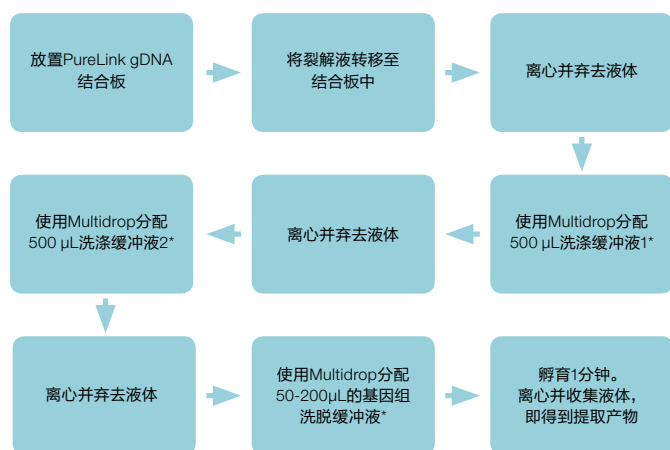 放置PureLink gDNA
结合板
将裂解液转移至
结合板中
离心并弃去液体
使用Multidrop分配
500 µL洗涤缓冲液1*
离心并弃去液体
使用Multidrop分配
500 µL洗涤缓冲液2*
离心并弃去液体
使用Multidrop分配
50-200µL的基因组
洗脱缓冲液*
孵育1分钟。
离心并收集液体，
即得到提取产物